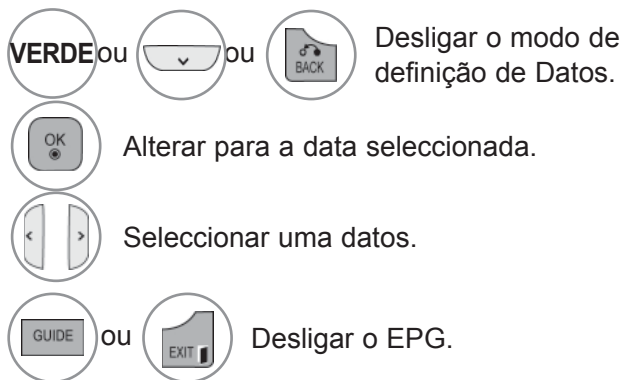 VERDE ou ou BACK Desligar o modo de
definição de Datos.
OK Alterar para a data seleccionada.
Seleccionar uma datos.
GUIDE ou EXIT Desligar o EPG.